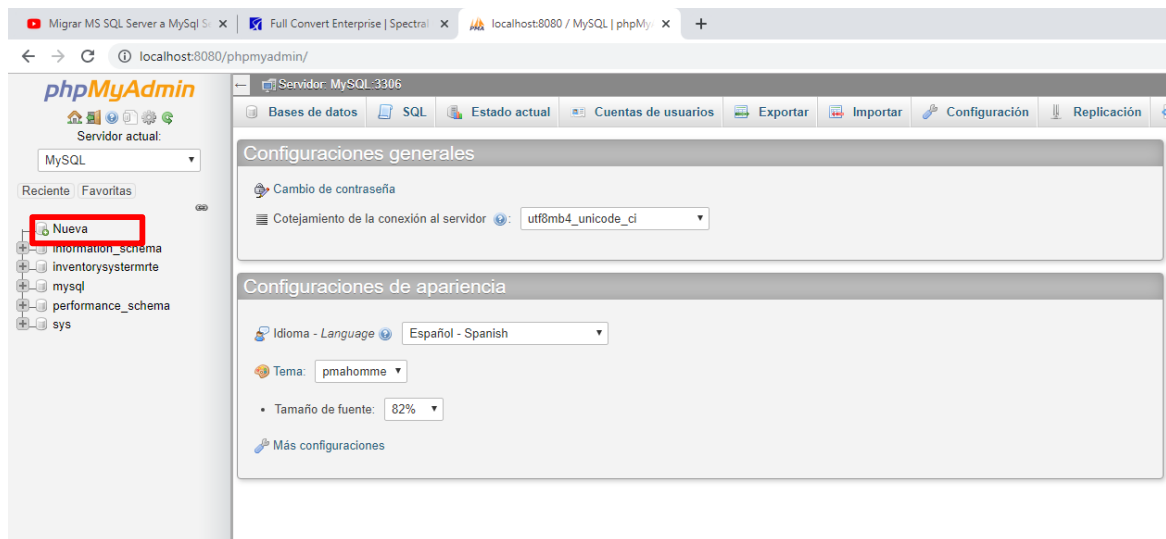 Migrar MS SQL Server a MySql S
Full Convert Enterprise | Spectral
localhost:8080 / MySQL | phpMy
localhost:8080/phpmyadmin/
phpMyAdmin
Servidor actual:
MySQL
Reciente Favoritas
Nueva
information_schema
inventorysystermrte
mysql
performance_schema
sys
Servidor: MySQL:3306
Bases de datos SQL Estado actual Cuentas de usuarios Exportar Importar Configuración Replicación
Configuraciones generales
Cambio de contraseña
Cotejamiento de la conexión al servidor : utf8mb4_unicode_ci
Configuraciones de apariencia
Idioma - Language Español - Spanish
Tema: pmahomme
• Tamaño de fuente: 82%
Más configuraciones